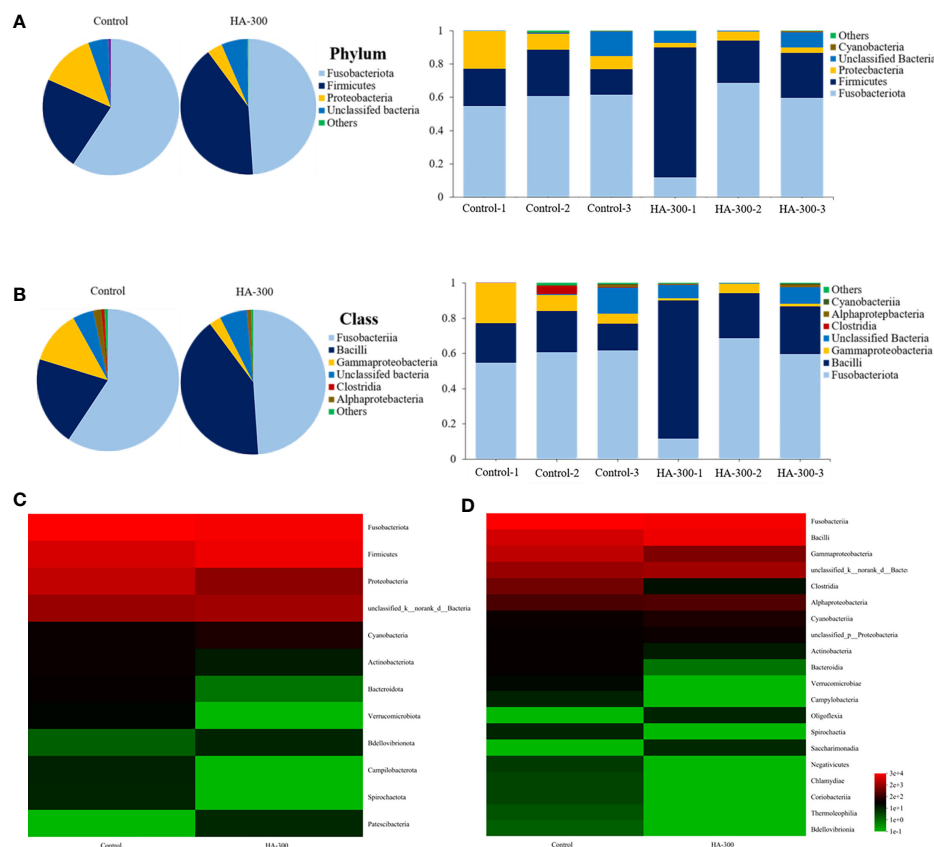 A
Control
HA-300
Phylum
Fusobacteriota
Firmicutes
Proteobacteria
Unclassifed bacteria
Others
1
0.8
0.6
0.4
0.2
0
Control-1
Control-2
Control-3
HA-300-1
HA-300-2
HA-300-3
Others
Cyanobacteria
Unclassified Bacteria
Protecbacteria
Firmicutes
Fusobacteriota
B
Control
HA-300
Class
Fusobacteriia
Bacilli
Gammaproteobacteria
Unclassifed bacteria
Clostridia
Alphaprotebacteria
Others
1
0.8
0.6
0.4
0.2
0
Control-1
Control-2
Control-3
HA-300-1
HA-300-2
HA-300-3
Others
Cyanobacteriia
Alphaprotepbacteria
Clostridia
Unclassified Bacteria
Gammaproteobacteria
Bacilli
Fusobacteriota
C
Fusobacteriota
Firmicutes
Proteobacteria
unclassified_k__norank_d__Bacteria
Cyanobacteria
Actinobacteriota
Bacteroidota
Verrucomicrobiota
Bdellovibrionota
Campilobacterota
Spirochaetota
Patescibacteria
Control
HA-300
D
Fusobacteriia
Bacilli
Gammaproteobacteria
unclassified_k__norank_d__Bacte
Clostridia
Alphaproteobacteria
Cyanobacteriia
unclassified_p__Proteobacteria
Actinobacteria
Bacteroidia
Verrucomicrobiae
Campylobacteria
Oligoflexia
Spirochaetia
Saccharimonadia
Negativicutes
Chlamydiae
Coriobacteriia
Thermoleophilia
Bdellovibrionia
Control
HA-300
3e+4
2e+3
2e+2
1e+1
1e+0
1e-1